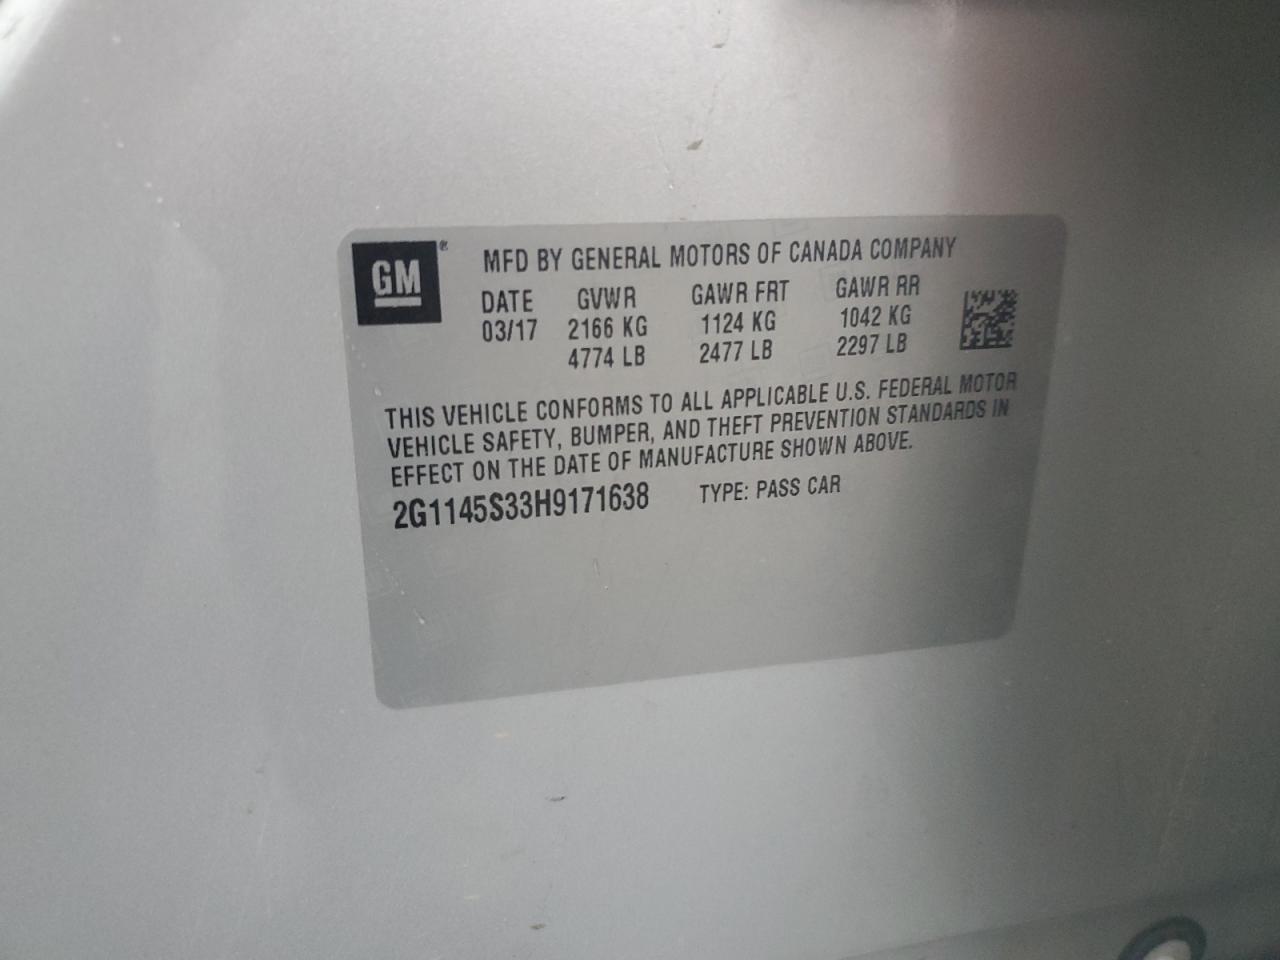 GM®
MFD BY GENERAL MOTORS OF CANADA COMPANY
DATE GVWR GAWR FRT GAWR RR
03/17 2166 KG 1124 KG 1042 KG
4774 LB 2477 LB 2297 LB
THIS VEHICLE CONFORMS TO ALL APPLICABLE U.S. FEDERAL MOTOR
VEHICLE SAFETY, BUMPER, AND THEFT PREVENTION STANDARDS IN
EFFECT ON THE DATE OF MANUFACTURE SHOWN ABOVE.
2G1145S33H9171638 TYPE: PASS CAR